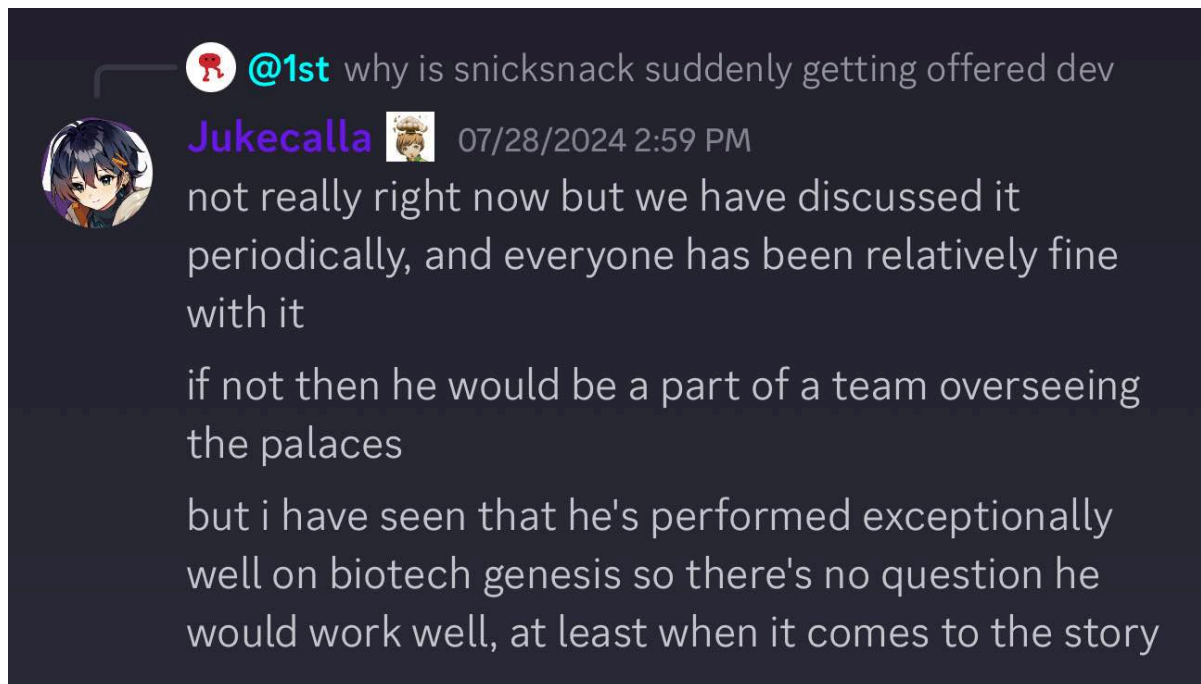 @1st why is snicksnack suddenly getting offered dev
Jukecalla 07/28/2024 2:59 PM
not really right now but we have discussed it
periodically, and everyone has been relatively fine
with it
if not then he would be a part of a team overseeing
the palaces
but i have seen that he's performed exceptionally
well on biotech genesis so there's no question he
would work well, at least when it comes to the story